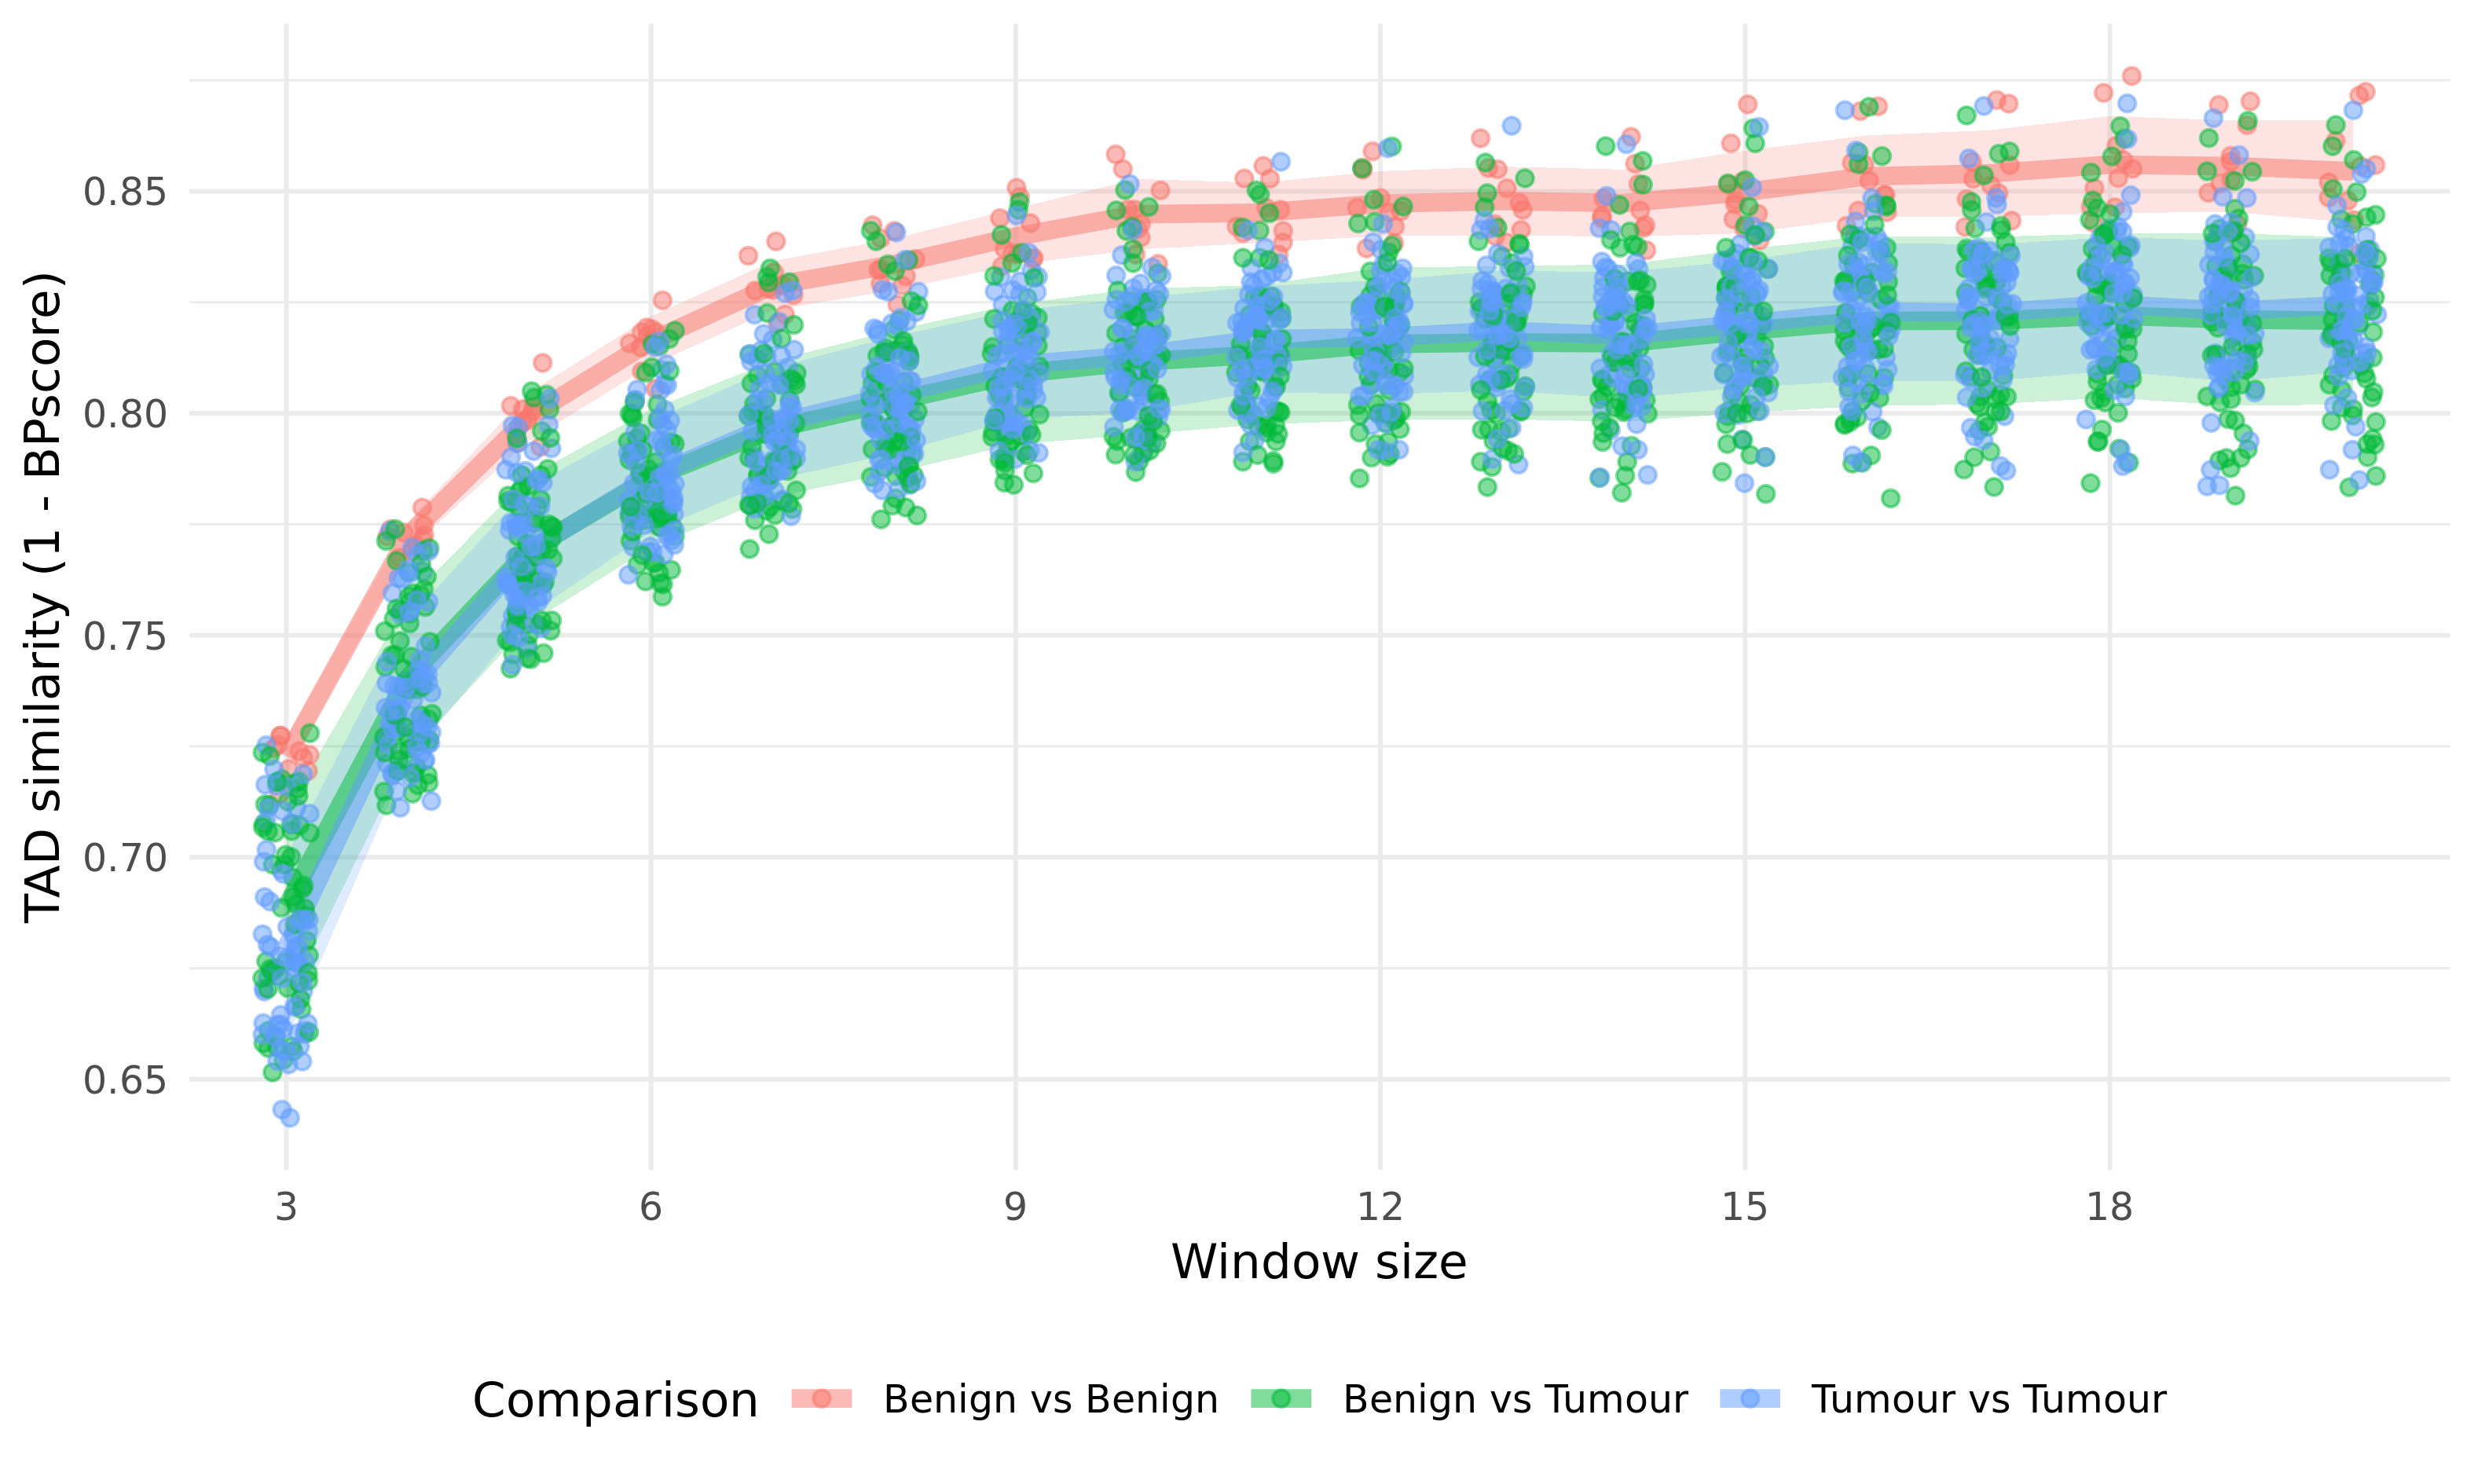 TAD similarity (1 - BPscore)
0.85
0.80
0.75
0.70
0.65
3 6 9 12 15 18
Window size
Comparison Benign vs Benign Benign vs Tumour Tumour vs Tumour